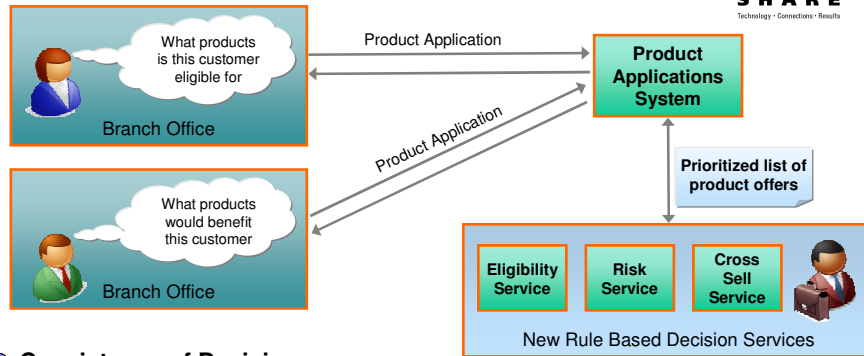 S H A R E
Technology · Connections · Results
What products
is this customer
eligible for
Branch Office
Product Application
Product
Applications
System
Product Application
What products
would benefit
this customer
Branch Office
Prioritized list of
product offers
Eligibility
Service
Risk
Service
Cross
Sell
Service
New Rule Based Decision Services